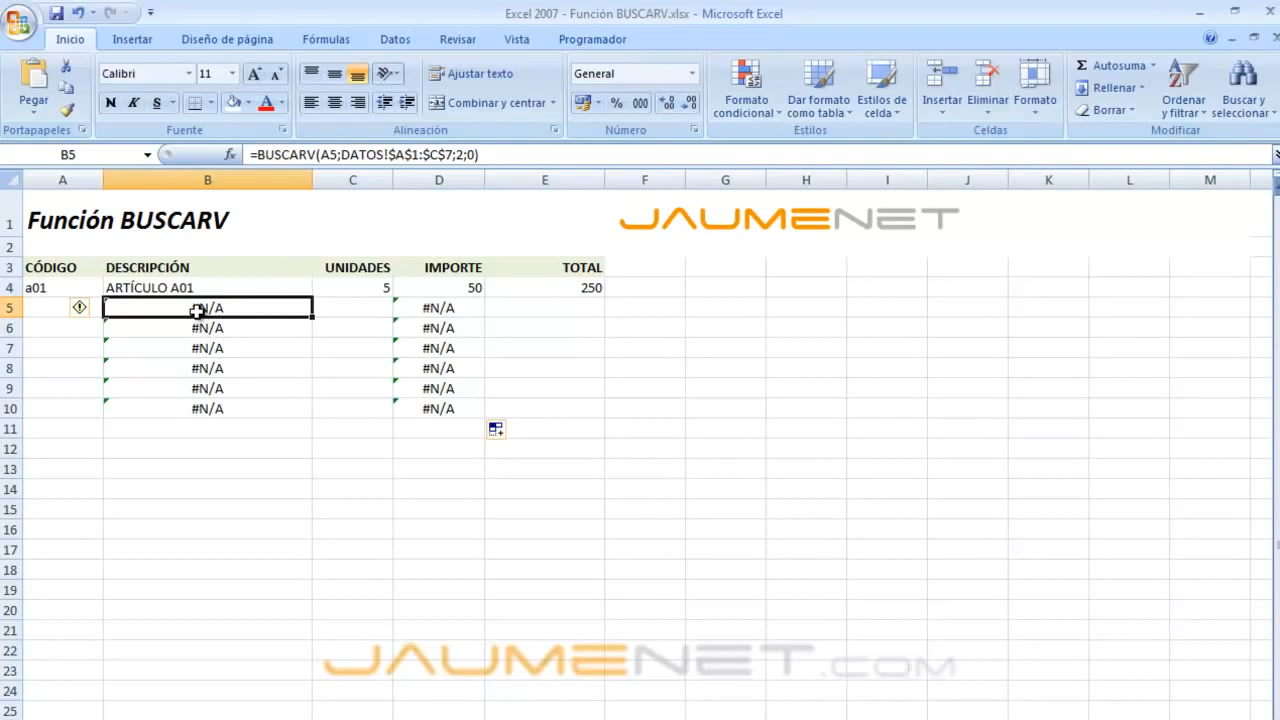 Excel 2007 - Función BUSCARV.xlsx - Microsoft Excel
Inicio Insertar Diseño de página Fórmulas Datos Revisar Vista Programador
Pegar
Calibri 11
Ajustar texto
General
Formato condicional
Dar formato como tabla
Estilos de celda
Insertar Eliminar Formato
Autosuma
Rellenar
Borrar
Ordenar y filtrar
Buscar y seleccionar
N K S
Combinar y centrar
% 000
Portapapeles Fuente Alineación Número Estilos Celdas Modificar
B5 fx =BUSCARV(A5;DATOS!$A$1:$C$7;2;0)
A B C D E F G H I J K L M
1 Función BUSCARV JAUMENET
2
3 CÓDIGO DESCRIPCIÓN UNIDADES IMPORTE TOTAL
4 a01 ARTÍCULO A01 5 50 250
5 #N/A #N/A
6 #N/A #N/A
7 #N/A #N/A
8 #N/A #N/A
9 #N/A #N/A
10 #N/A #N/A
11
12
13
14
15
16
17
18
19
20
21
22 JAUMENET.COM
23
24
25